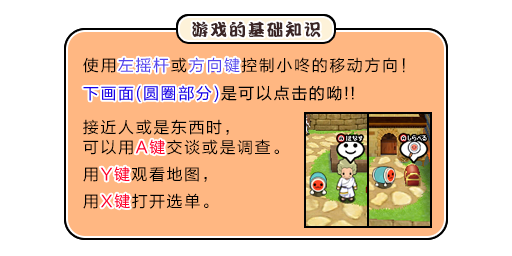 游戏的基础知识
使用左摇杆或方向键控制小咚的移动方向！
下画面(圆圈部分)是可以点击的呦!!
接近人或是东西时，
可以用A键交谈或是调查。
用Y键观看地图，
用X键打开选单。
はなす
しらべる